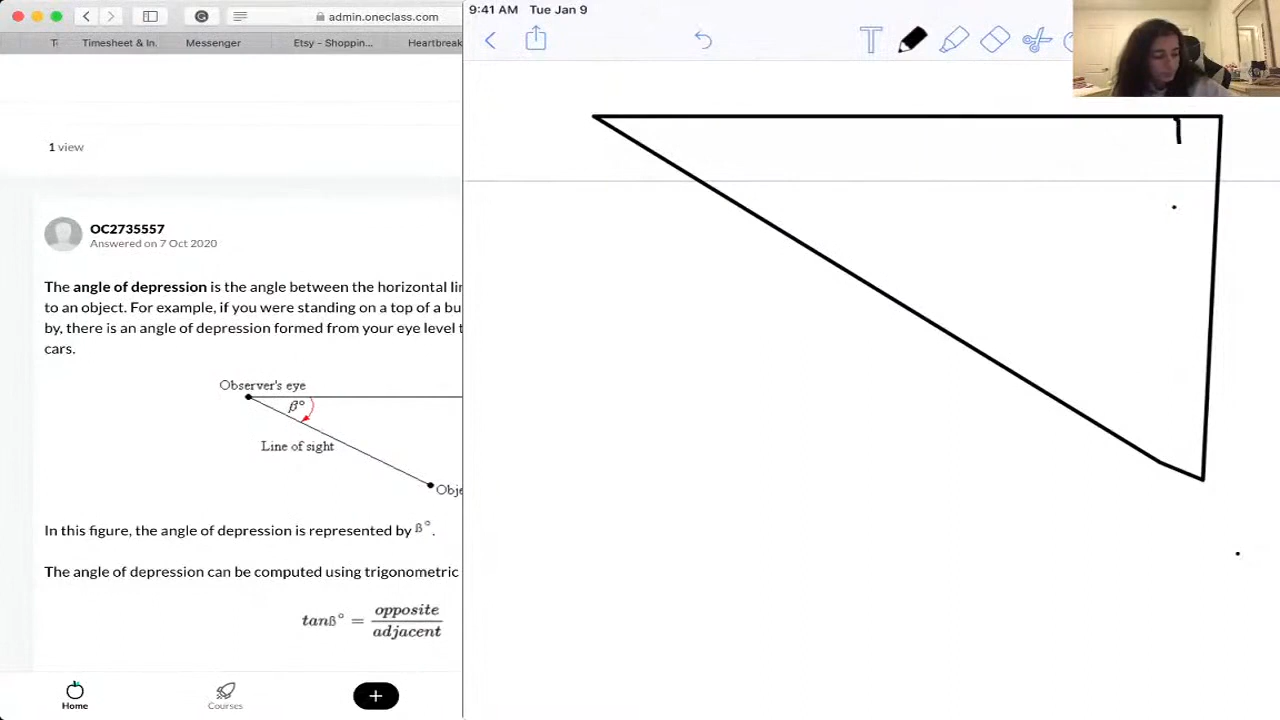 admin.oneclass.com
Timesheet & In.
Messenger
Etsy - Shoppin...
Heartbreak
9:41 AM Tue Jan 9
T
1 view
OC2735557
Answered on 7 Oct 2020
The angle of depression is the angle between the horizontal
to an object. For example, if you were standing on a top of a
by, there is an angle of depression formed from your eye level
cars.
Observer's eye
β°
Line of sight
Obje
In this figure, the angle of depression is represented by ß°.
The angle of depression can be computed using trigonometric
tanß° = opposite
adjacent
Home
Courses
+